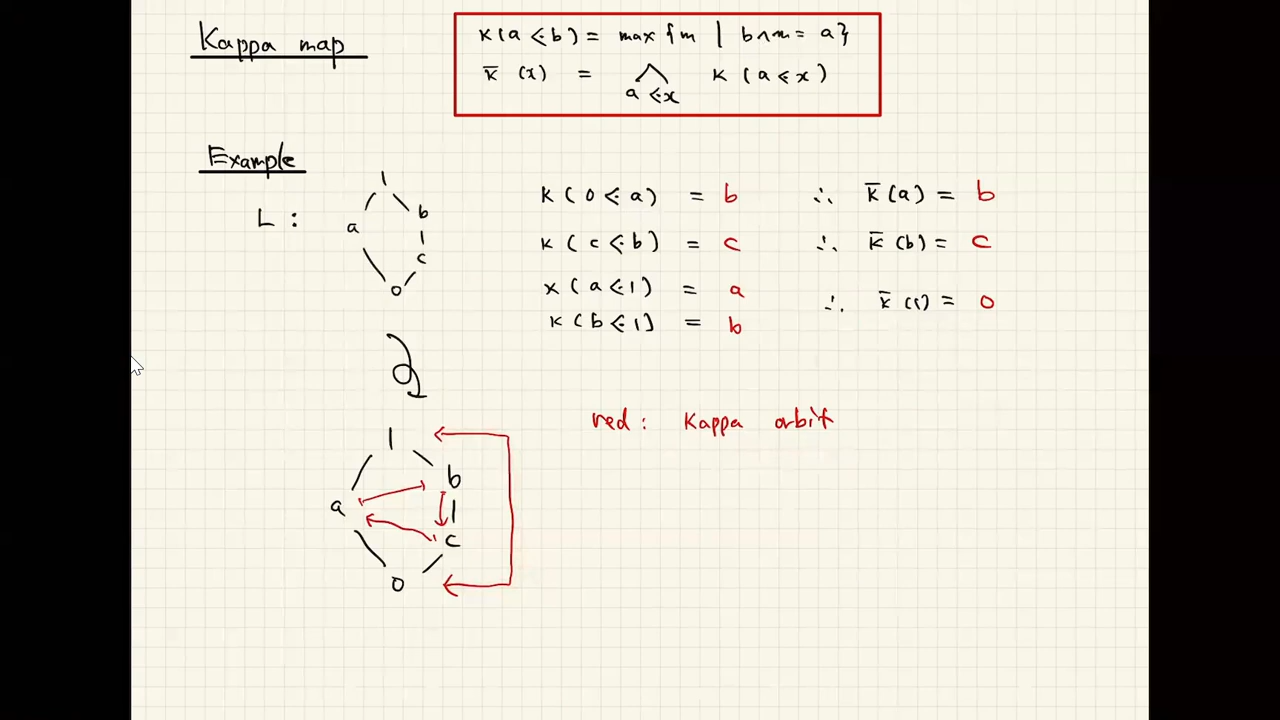 Kappa map
κ(a ⋖ b) = max {m | b ∧ m = a}
κ̄ (x) = ⋀ κ (a ⋖ x)
a ⋖ x
Example
L :
1
a b
c
0
κ ( 0 ⋖ a) = b ∴ κ̄ (a) = b
κ ( c ⋖ b) = c ∴ κ̄ (b) = c
κ ( a ⋖ 1) = a
∴ κ̄ (1) = 0
κ ( b ⋖ 1] = b
red : Kappa orbit
1
b
a
c
0